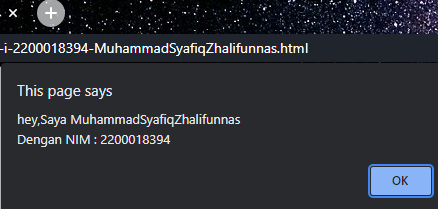 -i-2200018394-MuhammadSyafiqZhalifunnas.html
This page says
hey,Saya MuhammadSyafiqZhalifunnas
Dengan NIM : 2200018394
OK